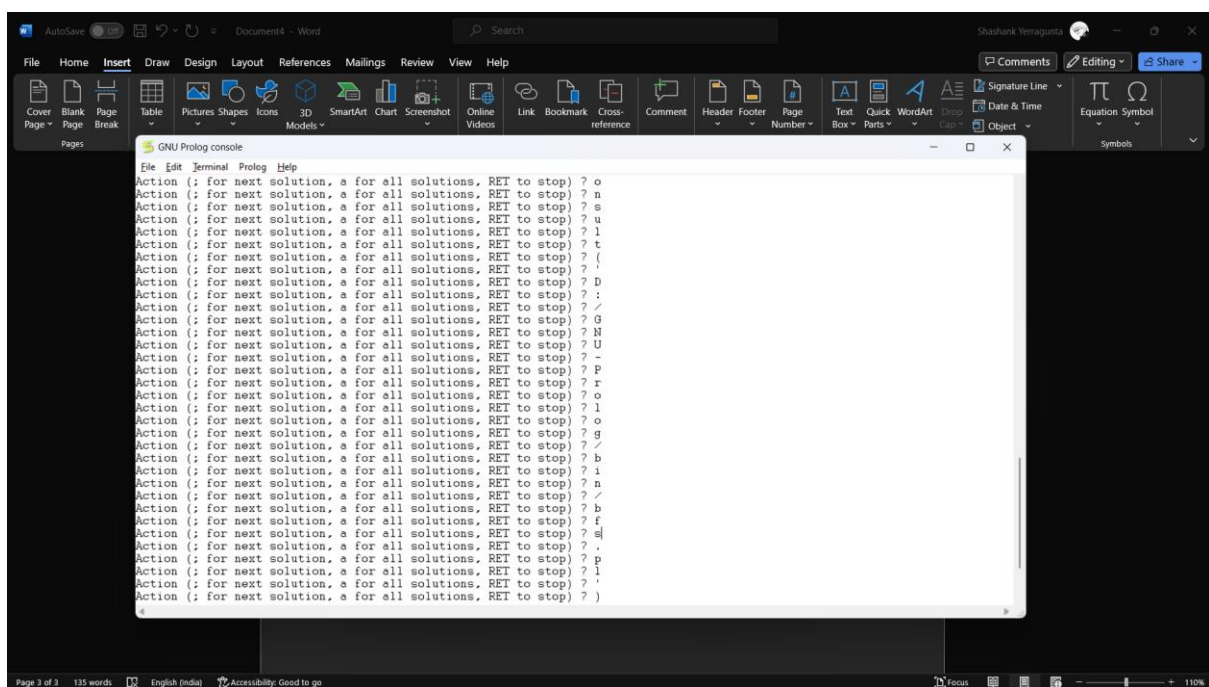 AutoSave Off Document4 - Word Search Shashank Yerragunta
File Home Insert Draw Design Layout References Mailings Review View Help Comments Editing Share
Cover Page Blank Page Page Break Table Pictures Shapes Icons 3D Models SmartArt Chart Screenshot Online Videos Link Bookmark Cross-reference Comment Header Footer Page Number Text Box Quick Parts WordArt Drop Cap Signature Line Date & Time Object Equation Symbol
Pages Symbols
GNU Prolog console
File Edit Terminal Prolog Help
Action (; for next solution, a for all solutions, RET to stop) ? o
Action (; for next solution, a for all solutions, RET to stop) ? n
Action (; for next solution, a for all solutions, RET to stop) ? s
Action (; for next solution, a for all solutions, RET to stop) ? u
Action (; for next solution, a for all solutions, RET to stop) ? l
Action (; for next solution, a for all solutions, RET to stop) ? t
Action (; for next solution, a for all solutions, RET to stop) ? (
Action (; for next solution, a for all solutions, RET to stop) ? '
Action (; for next solution, a for all solutions, RET to stop) ? D
Action (; for next solution, a for all solutions, RET to stop) ? :
Action (; for next solution, a for all solutions, RET to stop) ? /
Action (; for next solution, a for all solutions, RET to stop) ? G
Action (; for next solution, a for all solutions, RET to stop) ? N
Action (; for next solution, a for all solutions, RET to stop) ? U
Action (; for next solution, a for all solutions, RET to stop) ? -
Action (; for next solution, a for all solutions, RET to stop) ? P
Action (; for next solution, a for all solutions, RET to stop) ? r
Action (; for next solution, a for all solutions, RET to stop) ? o
Action (; for next solution, a for all solutions, RET to stop) ? l
Action (; for next solution, a for all solutions, RET to stop) ? o
Action (; for next solution, a for all solutions, RET to stop) ? g
Action (; for next solution, a for all solutions, RET to stop) ? /
Action (; for next solution, a for all solutions, RET to stop) ? b
Action (; for next solution, a for all solutions, RET to stop) ? i
Action (; for next solution, a for all solutions, RET to stop) ? n
Action (; for next solution, a for all solutions, RET to stop) ? /
Action (; for next solution, a for all solutions, RET to stop) ? b
Action (; for next solution, a for all solutions, RET to stop) ? f
Action (; for next solution, a for all solutions, RET to stop) ? s
Action (; for next solution, a for all solutions, RET to stop) ? .
Action (; for next solution, a for all solutions, RET to stop) ? p
Action (; for next solution, a for all solutions, RET to stop) ? l
Action (; for next solution, a for all solutions, RET to stop) ? '
Action (; for next solution, a for all solutions, RET to stop) ? )
Page 3 of 3 135 words English (India) Accessibility: Good to go Focus 110%